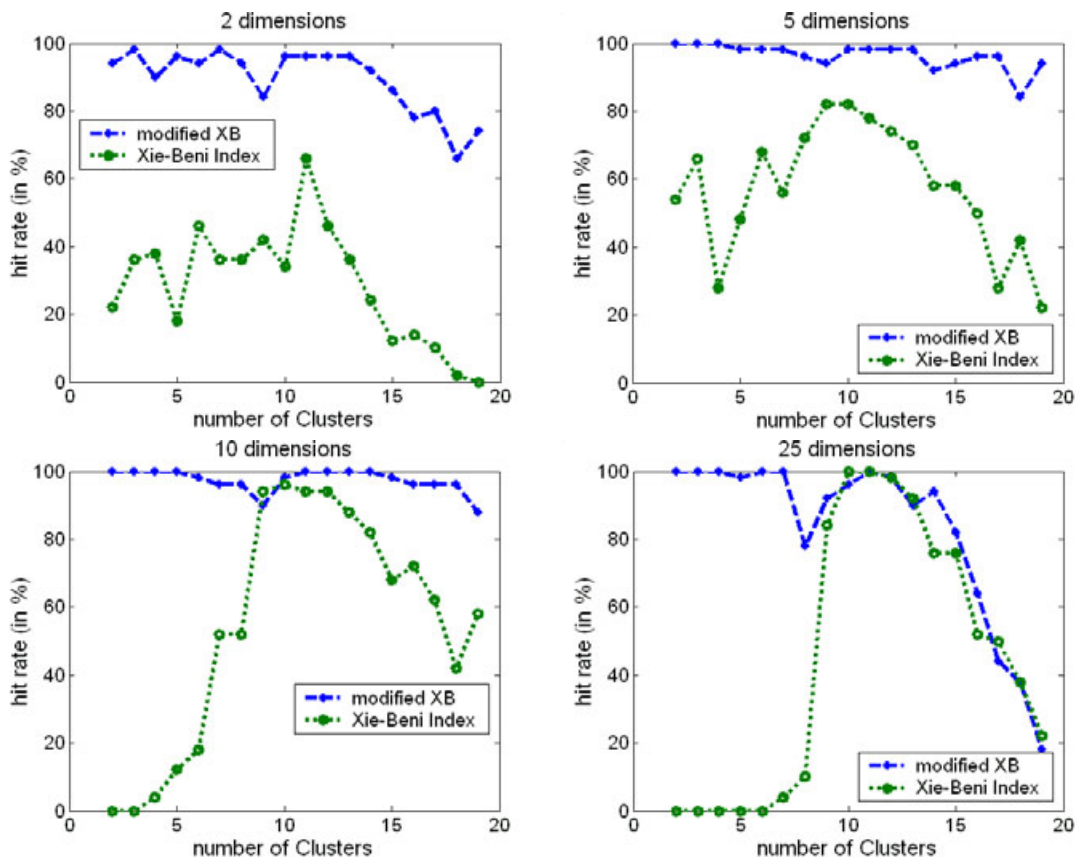 2 dimensions
100
80
60
40
20
0
hit rate (in %)
modified XB
Xie-Beni Index
0 5 10 15 20
number of Clusters
5 dimensions
100
80
60
40
20
0
hit rate (in %)
modified XB
Xie-Beni Index
0 5 10 15 20
number of Clusters
10 dimensions
100
80
60
40
20
0
hit rate (in %)
modified XB
Xie-Beni Index
0 5 10 15 20
number of Clusters
25 dimensions
100
80
60
40
20
0
hit rate (in %)
modified XB
Xie-Beni Index
0 5 10 15 20
number of Clusters